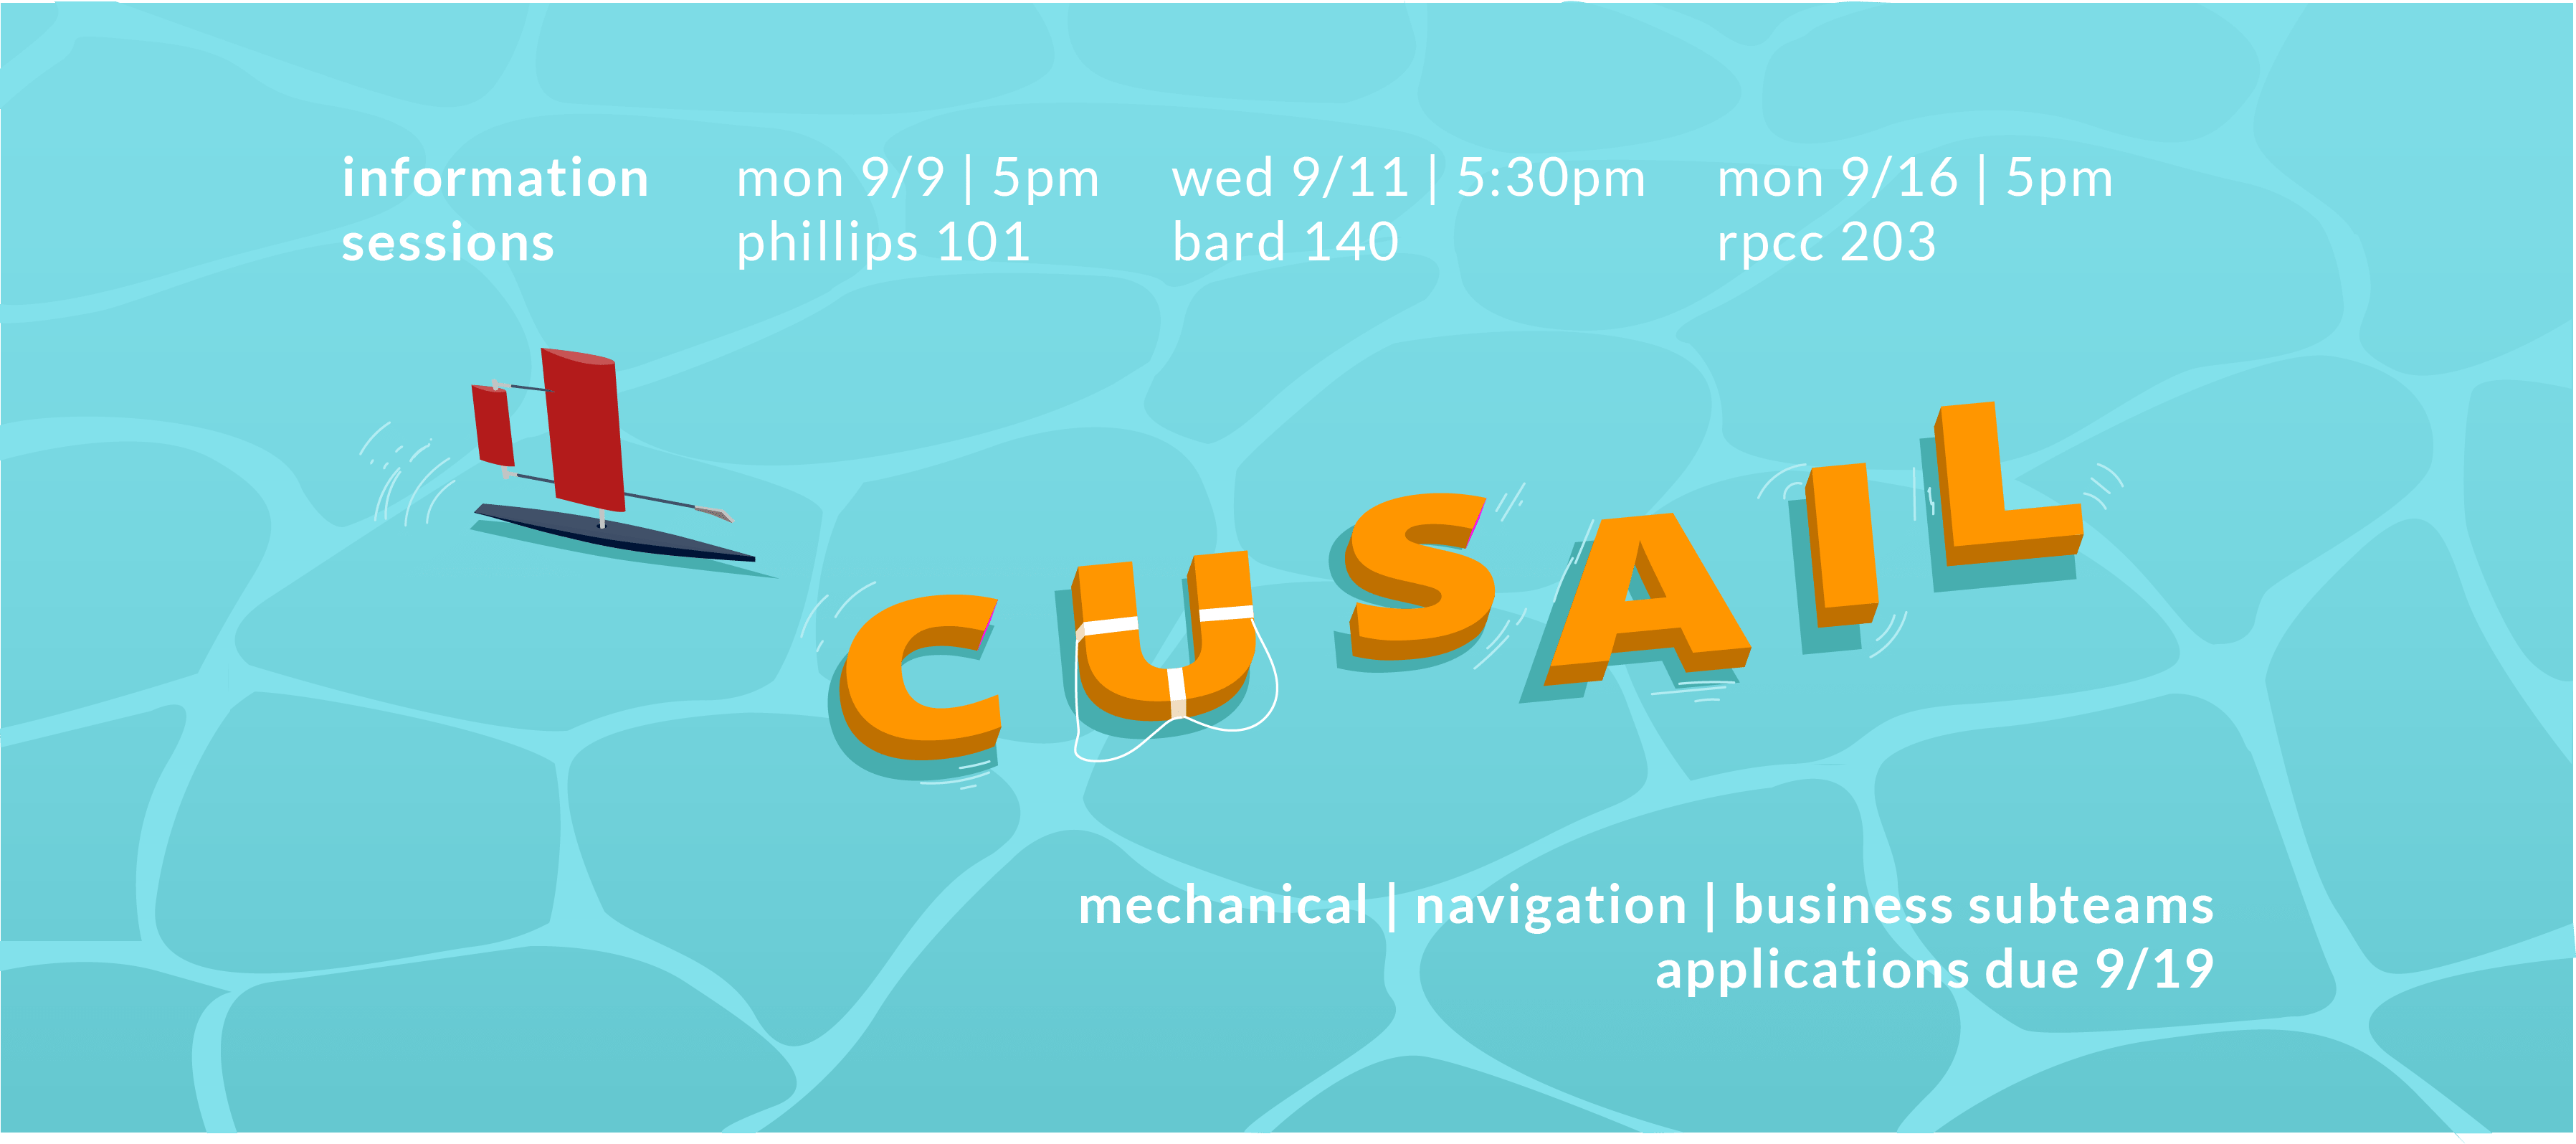 information
sessions
mon 9/9 | 5pm
phillips 101
wed 9/11 | 5:30pm
bard 140
mon 9/16 | 5pm
rpcc 203
CUSAIL
mechanical | navigation | business subteams
applications due 9/19